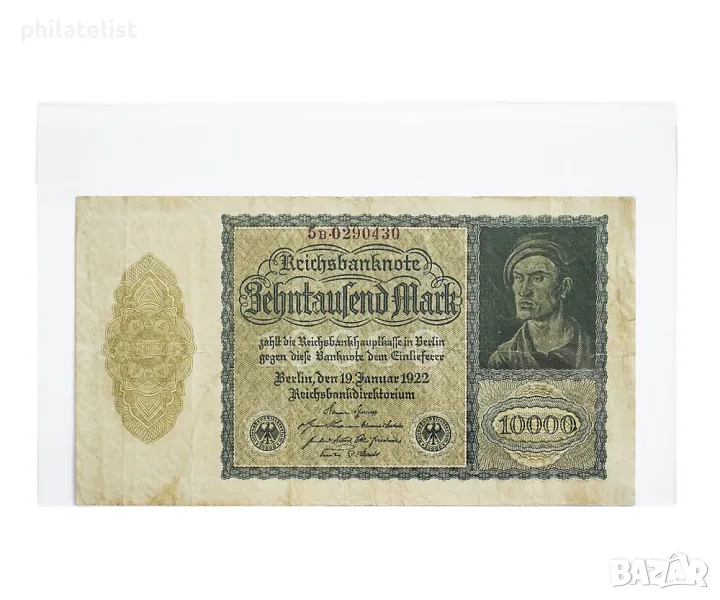 philatelist
5B·0290430
Reichsbanknote
Zehntausend Mark
zahlt die Reichsbankhauptkasse in Berlin
gegen diese Banknote dem Einlieferer
Berlin, den 19. Januar 1922
Reichsbankdirektorium
10000
BAZAR